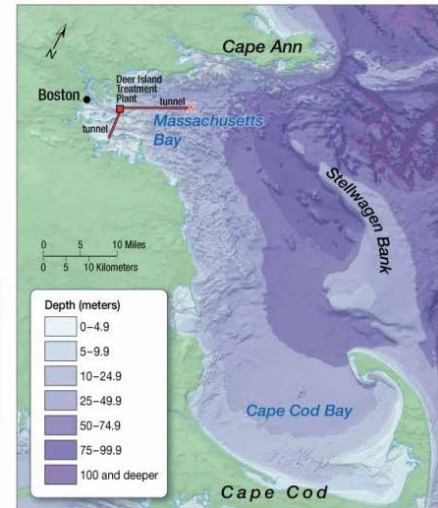 N
Cape Ann
Boston
Deer Island
Treatment
Plant
tunnel
tunnel
Massachusetts
Bay
Stellwagen Bank
0 5 10 Miles
0 5 10 Kilometers
Depth (meters)
0–4.9
5–9.9
10–24.9
25–49.9
50–74.9
75–99.9
100 and deeper
Cape Cod Bay
Cape Cod